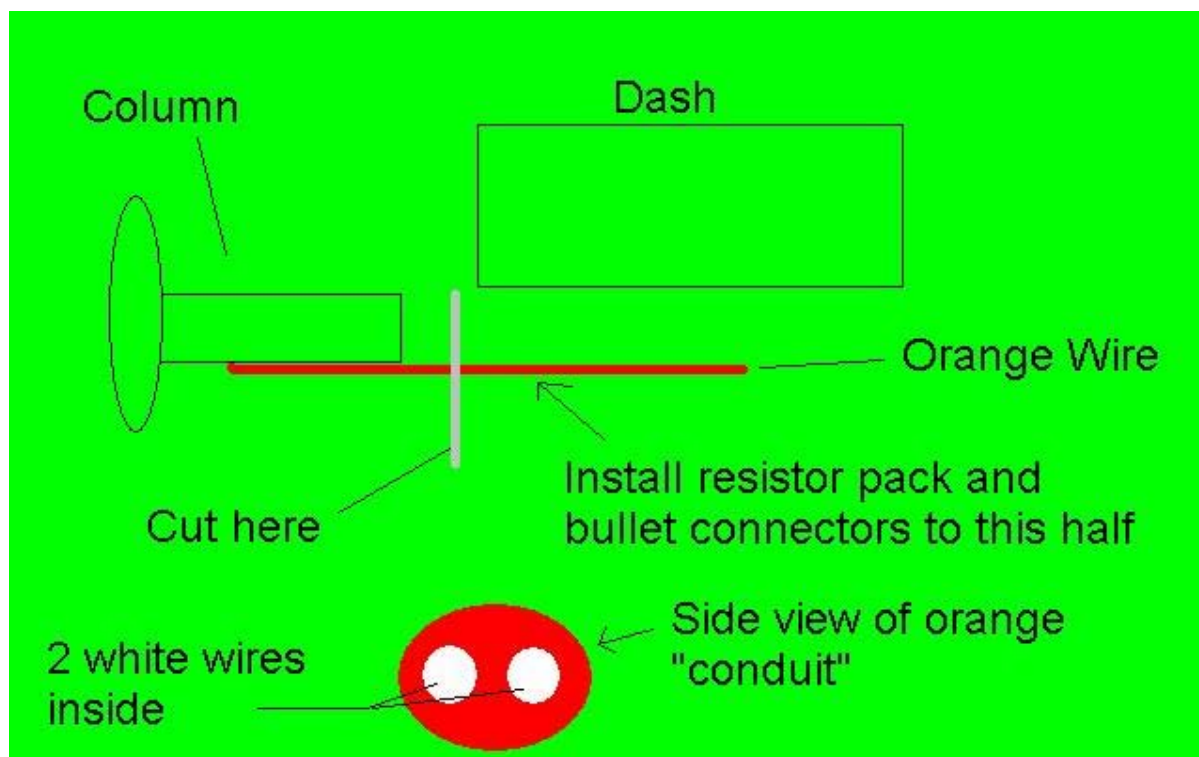 Column
Dash
Orange Wire
Install resistor pack and
bullet connectors to this half
Cut here
Side view of orange
"conduit"
2 white wires
inside